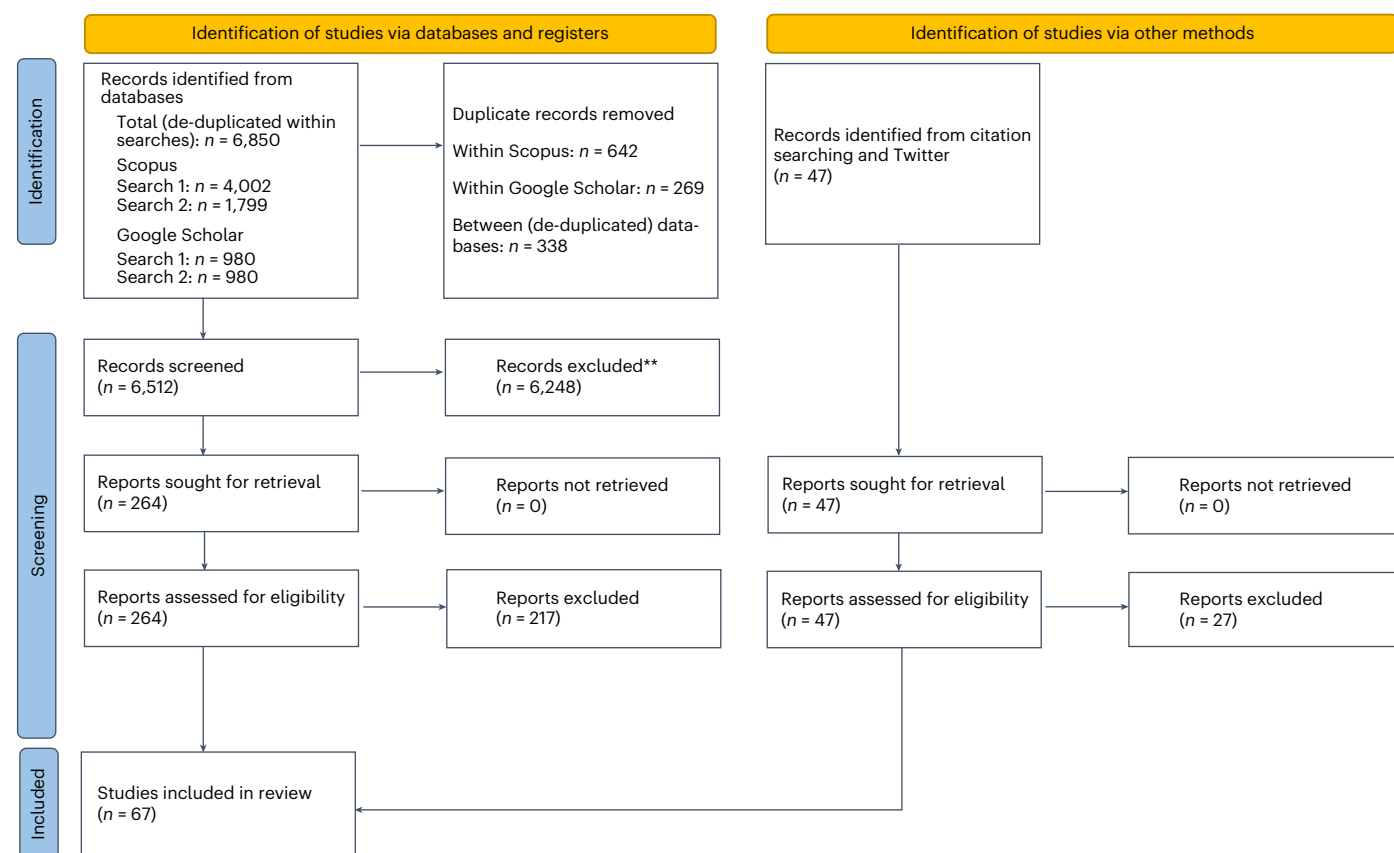 Identification of studies via databases and registers
Identification of studies via other methods
Identification
Records identified from
databases
Total (de-duplicated within
searches): n = 6,850
Scopus
Search 1: n = 4,002
Search 2: n = 1,799
Google Scholar
Search 1: n = 980
Search 2: n = 980
Duplicate records removed
Within Scopus: n = 642
Within Google Scholar: n = 269
Between (de-duplicated) data-
bases: n = 338
Records identified from citation
searching and Twitter
(n = 47)
Screening
Records screened
(n = 6,512)
Records excluded**
(n = 6,248)
Reports sought for retrieval
(n = 264)
Reports not retrieved
(n = 0)
Reports sought for retrieval
(n = 47)
Reports not retrieved
(n = 0)
Reports assessed for eligibility
(n = 264)
Reports excluded
(n = 217)
Reports assessed for eligibility
(n = 47)
Reports excluded
(n = 27)
Included
Studies included in review
(n = 67)